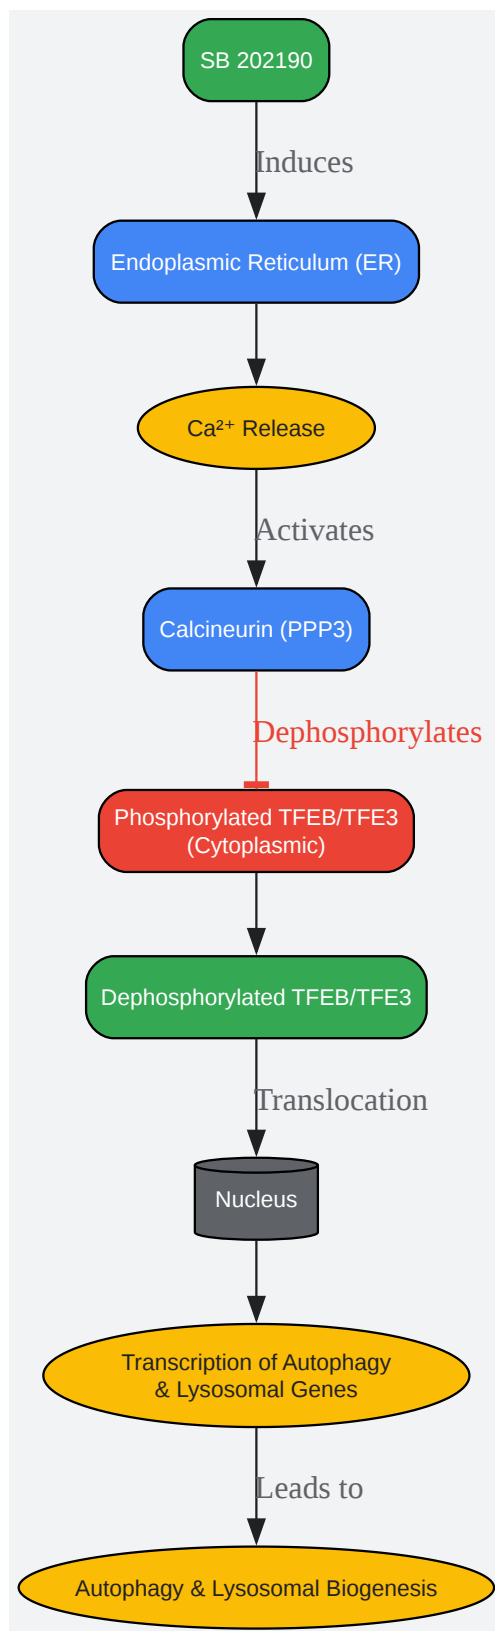 SB 202190
Induces
Endoplasmic Reticulum (ER)
Ca²⁺ Release
Activates
Calcineurin (PPP3)
Dephosphorylates
Phosphorylated TFEB/TFE3
(Cytoplasmic)
Dephosphorylated TFEB/TFE3
Translocation
Nucleus
Transcription of Autophagy
& Lysosomal Genes
Leads to
Autophagy & Lysosomal Biogenesis